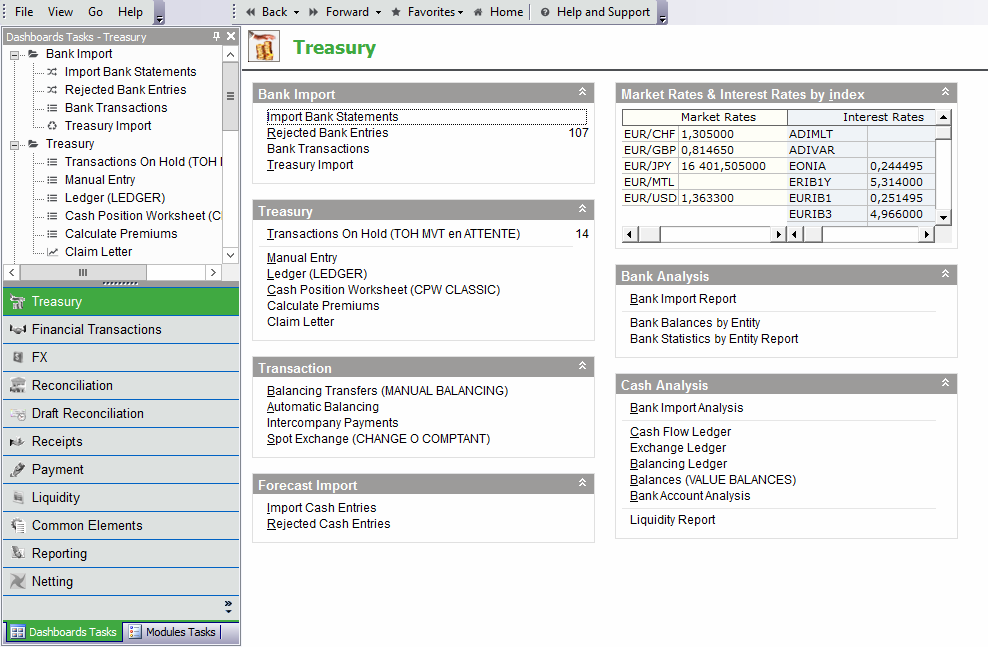 File View Go Help
Back Forward Favorites Home Help and Support
Dashboards Tasks - Treasury
Bank Import
Import Bank Statements
Rejected Bank Entries
Bank Transactions
Treasury Import
Treasury
Transactions On Hold (TOH I
Manual Entry
Ledger (LEDGER)
Cash Position Worksheet (C
Calculate Premiums
Claim Letter
Treasury
Financial Transactions
FX
Reconciliation
Draft Reconciliation
Receipts
Payment
Liquidity
Common Elements
Reporting
Netting
Dashboards Tasks Modules Tasks
Treasury
Bank Import
Import Bank Statements
Rejected Bank Entries 107
Bank Transactions
Treasury Import
Treasury
Transactions On Hold (TOH MVT en ATTENTE) 14
Manual Entry
Ledger (LEDGER)
Cash Position Worksheet (CPW CLASSIC)
Calculate Premiums
Claim Letter
Transaction
Balancing Transfers (MANUAL BALANCING)
Automatic Balancing
Intercompany Payments
Spot Exchange (CHANGE O COMPTANT)
Forecast Import
Import Cash Entries
Rejected Cash Entries
Market Rates & Interest Rates by index
Market Rates Interest Rates
EUR/CHF 1,305000 ADIMLT
EUR/GBP 0,814650 ADIVAR
EUR/JPY 16 401,505000 EONIA 0,244495
EUR/MTL ERIB1Y 5,314000
EUR/USD 1,363300 EURIB1 0,251495
EURIB3 4,966000
Bank Analysis
Bank Import Report
Bank Balances by Entity
Bank Statistics by Entity Report
Cash Analysis
Bank Import Analysis
Cash Flow Ledger
Exchange Ledger
Balancing Ledger
Balances (VALUE BALANCES)
Bank Account Analysis
Liquidity Report